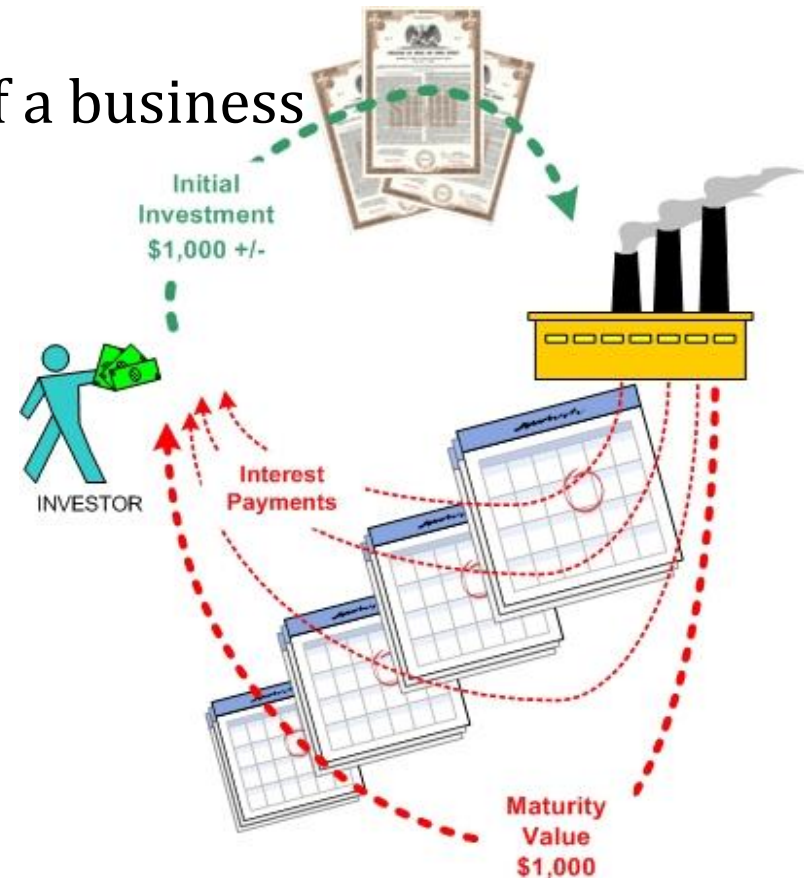 f a business
Initial
Investment
$1,000 +/-
INVESTOR
Interest
Payments
Maturity
Value
$1,000